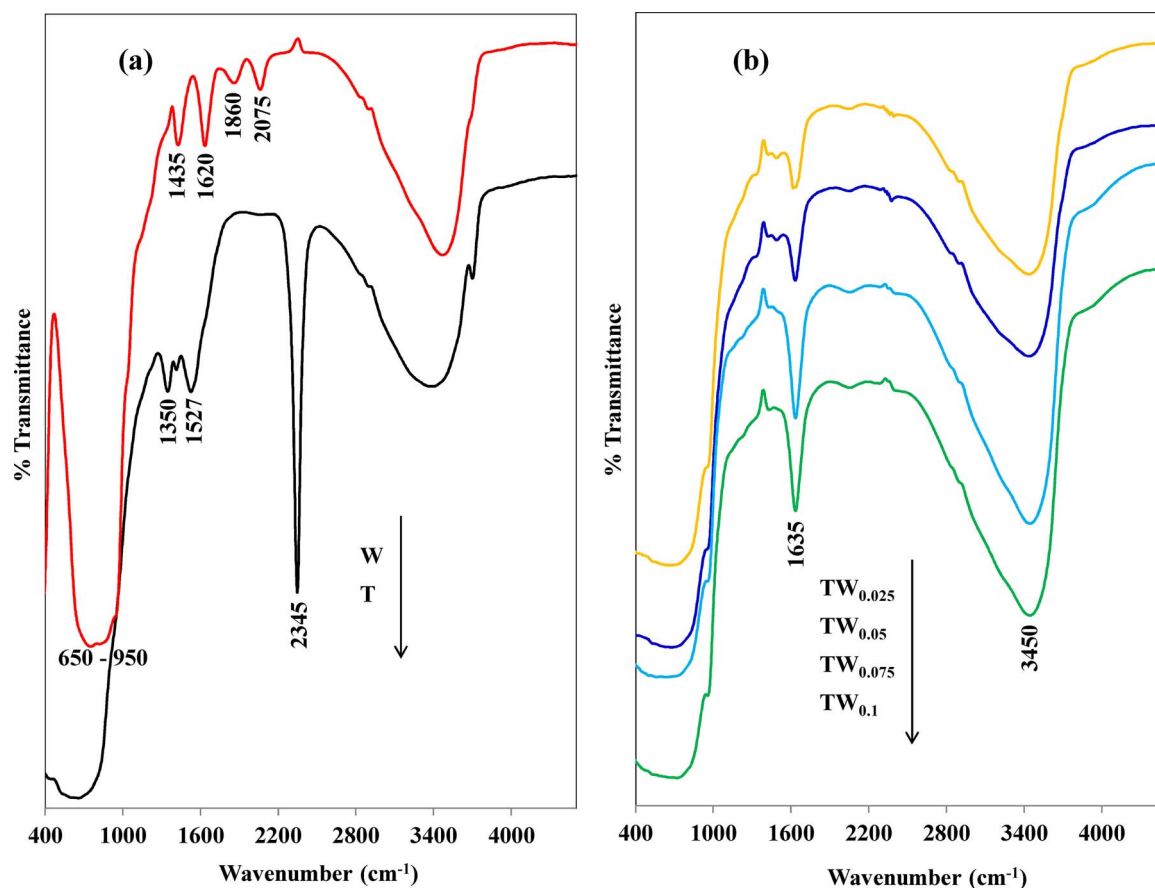 (a)
% Transmittance
1435
1620
1860
2075
1350
1527
2345
650 - 950
W
T
400 1000 1600 2200 2800 3400 4000
Wavenumber (cm⁻¹)
(b)
% Transmittance
1635
3450
TW₀.₀₂₅
TW₀.₀₅
TW₀.₀₇₅
TW₀.₁
400 1000 1600 2200 2800 3400 4000
Wavenumber (cm⁻¹)